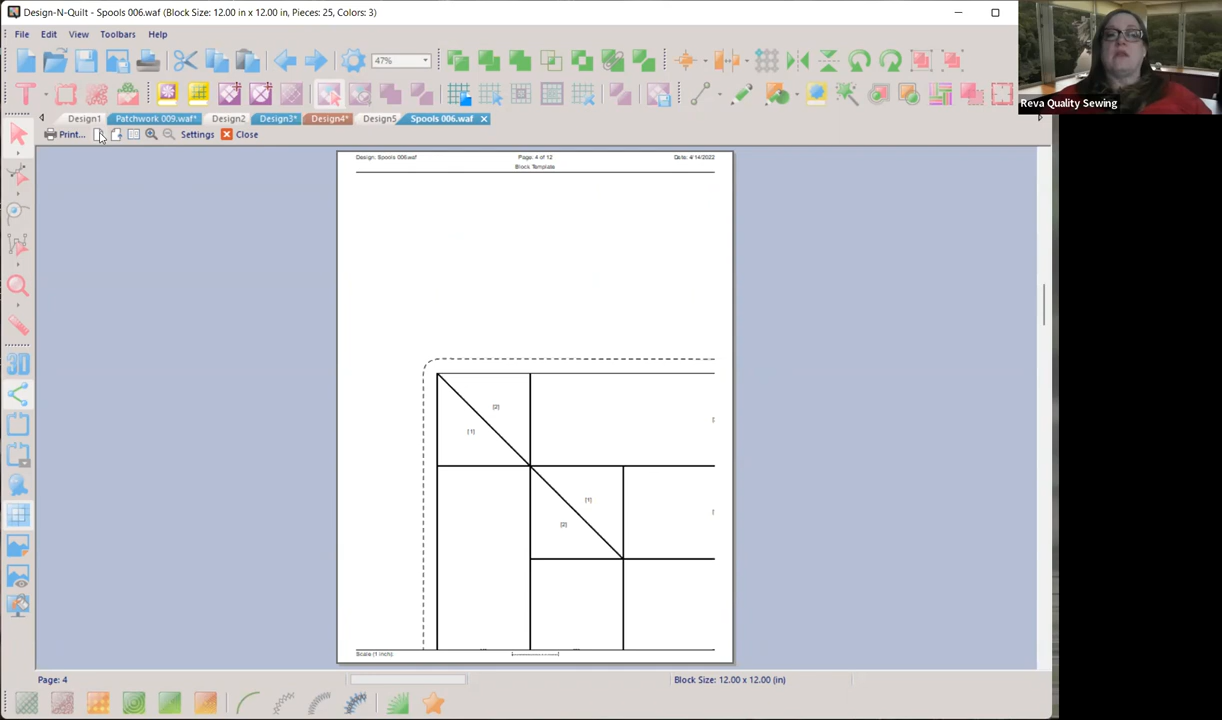 Design-N-Quilt - Spools 006.waf (Block Size: 12.00 in x 12.00 in, Pieces: 25, Colors: 3)
File Edit View Toolbars Help
47%
Reva Quality Sewing
Design1 Patchwork 009.waf* Design2 Design3* Design4* Design5 Spools 006.waf
Print... Settings Close
Design: Spools 006.waf Page: 4 of 12 Date: 4/14/2022
Block Template
[2]
[1]
[1]
[2]
Scale (1 inch):
3D
Page: 4 Block Size: 12.00 x 12.00 (in)